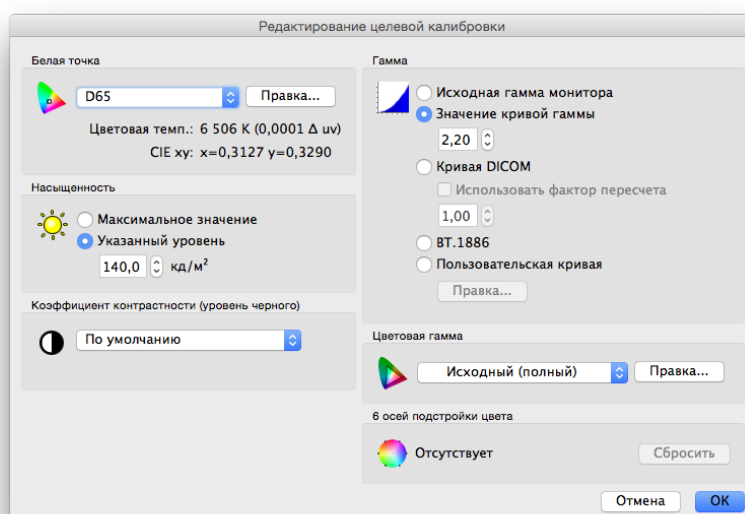 Редактирование целевой калибровки
Белая точка
D65
Правка...
Цветовая темп.: 6 506 K (0,0001 Δ uv)
CIE xy: x=0,3127 y=0,3290
Насыщенность
Максимальное значение
Указанный уровень
140,0 кд/м²
Коэффициент контрастности (уровень черного)
По умолчанию
Гамма
Исходная гамма монитора
Значение кривой гаммы
2,20
Кривая DICOM
Использовать фактор пересчета
1,00
BT.1886
Пользовательская кривая
Правка...
Цветовая гамма
Исходный (полный)
Правка...
6 осей подстройки цвета
Отсутствует
Сбросить
Отмена
OK